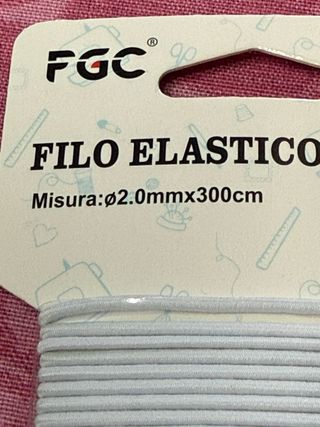 FGC®
FILO ELASTICO
Misura:ø2.0mmx300cm